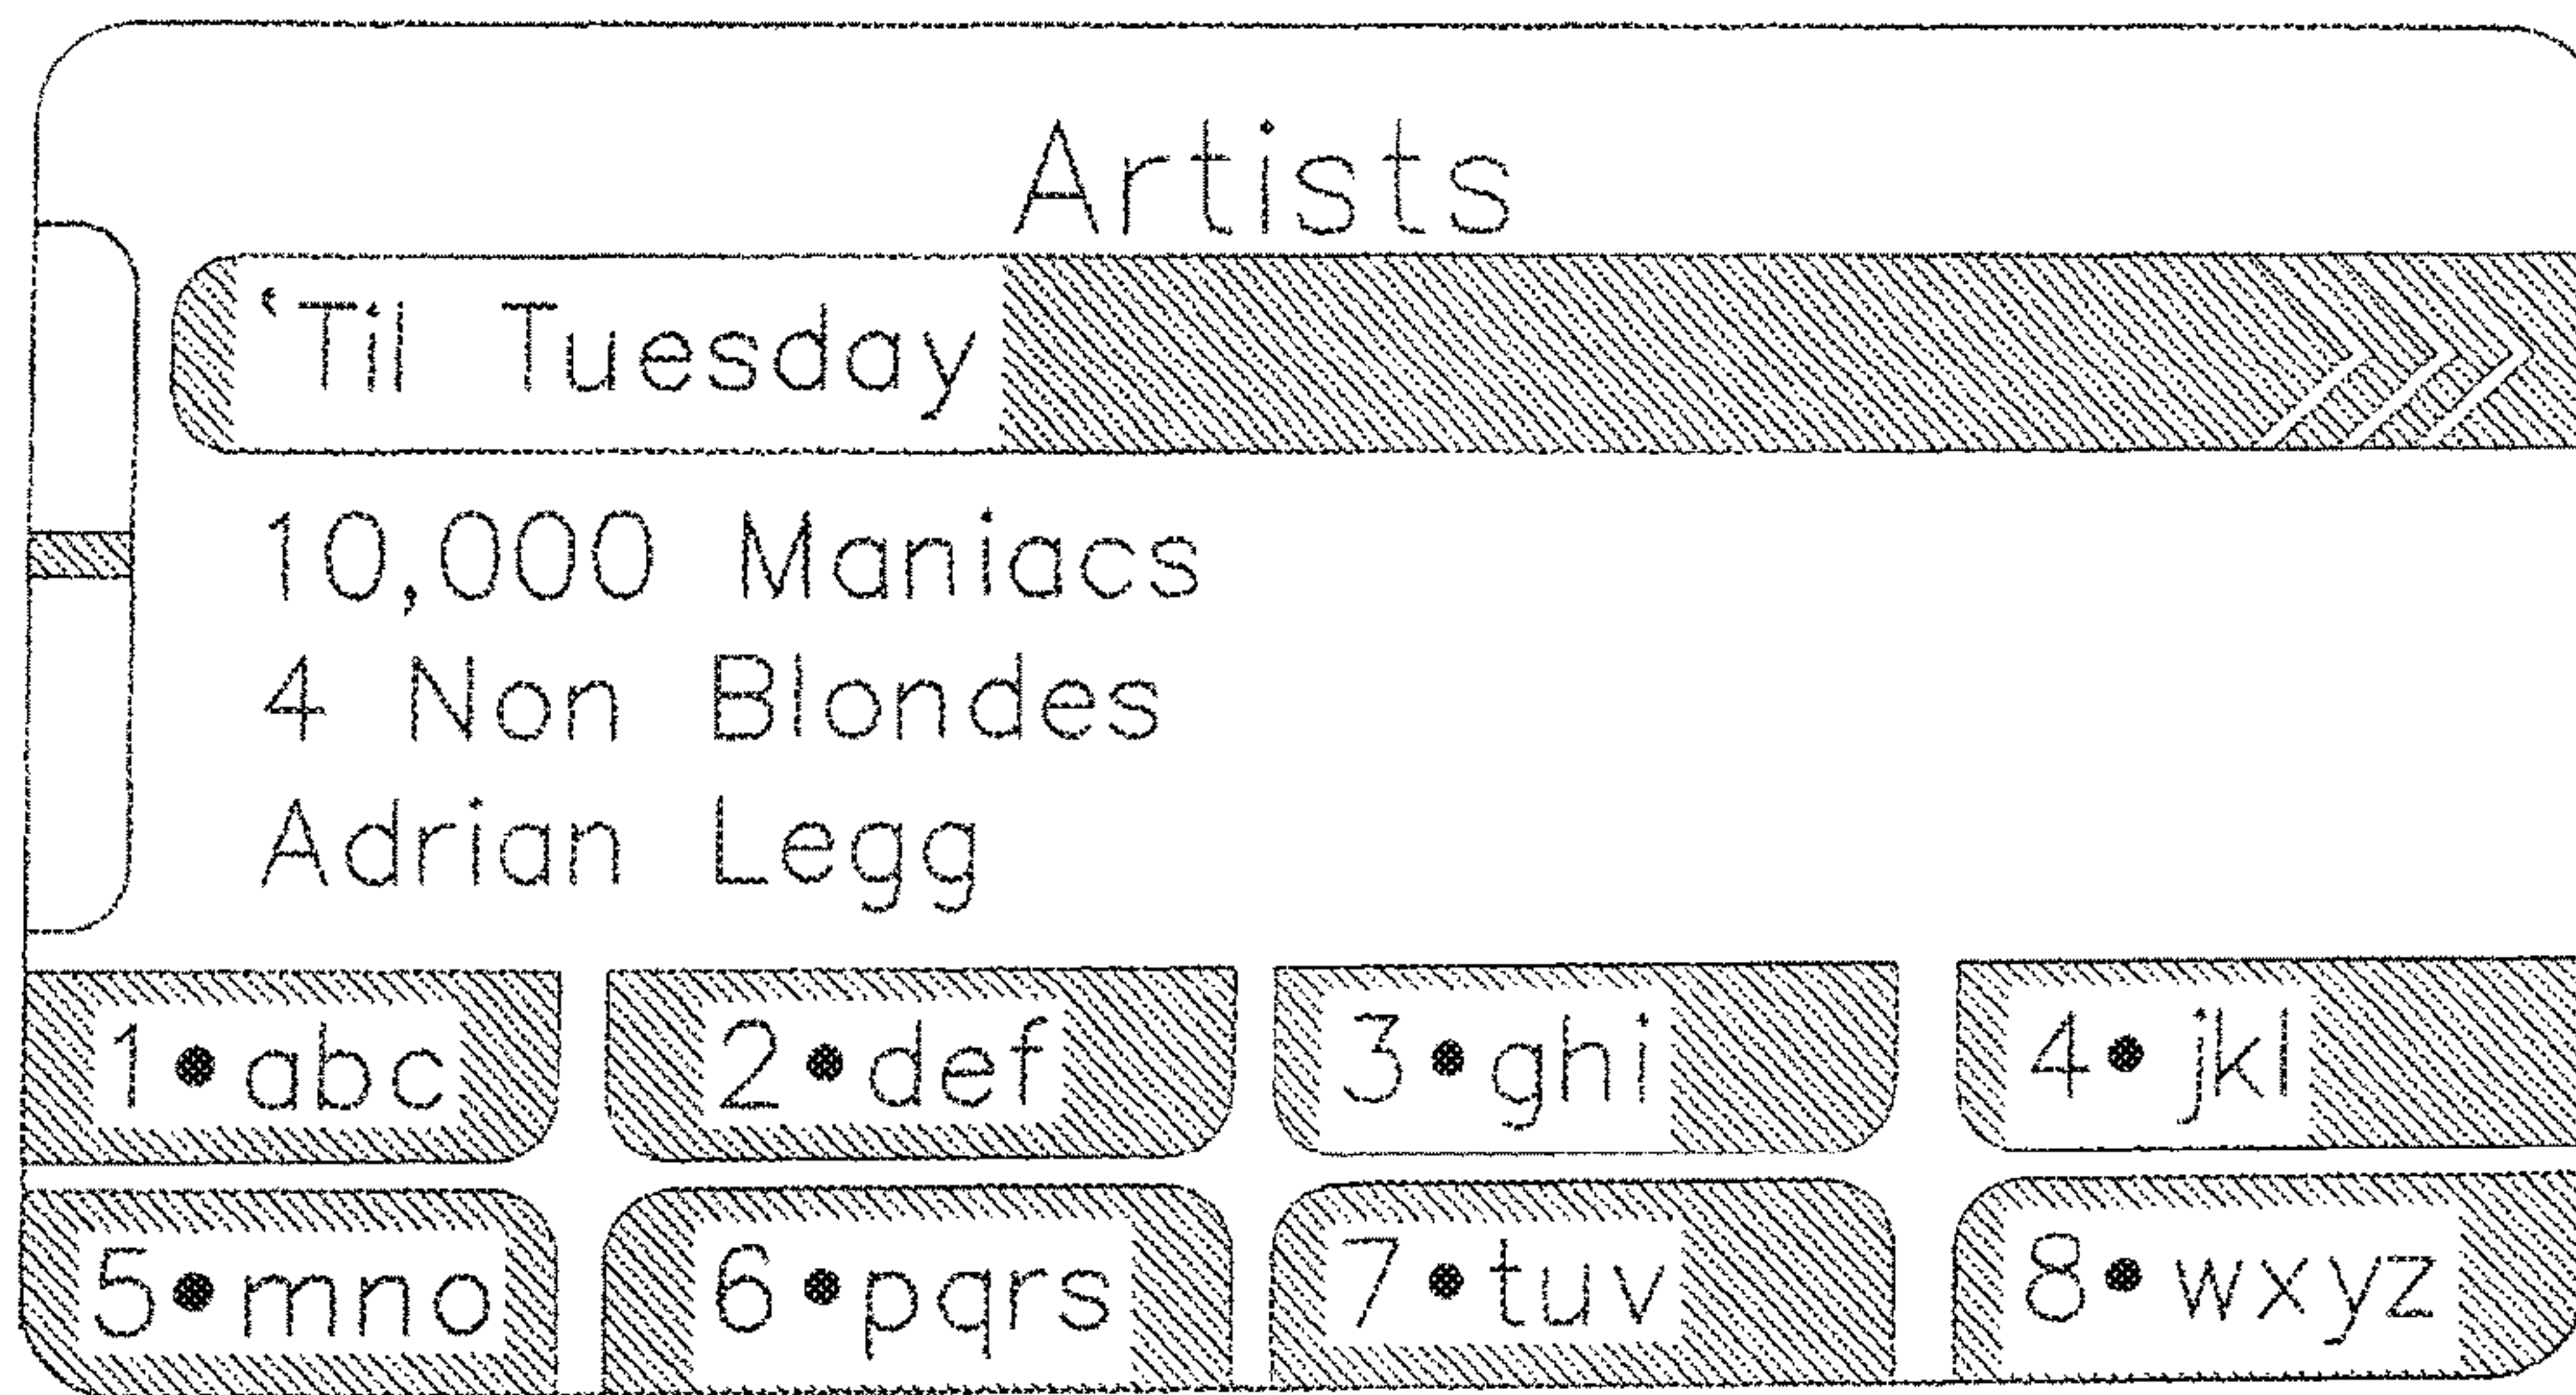 Artists
‘Til Tuesday
10,000 Maniacs
4 Non Blondes
Adrian Legg
1•abc 2•def 3•ghi 4•jkl
5•mno 6•pqrs 7•tuv 8•wxyz